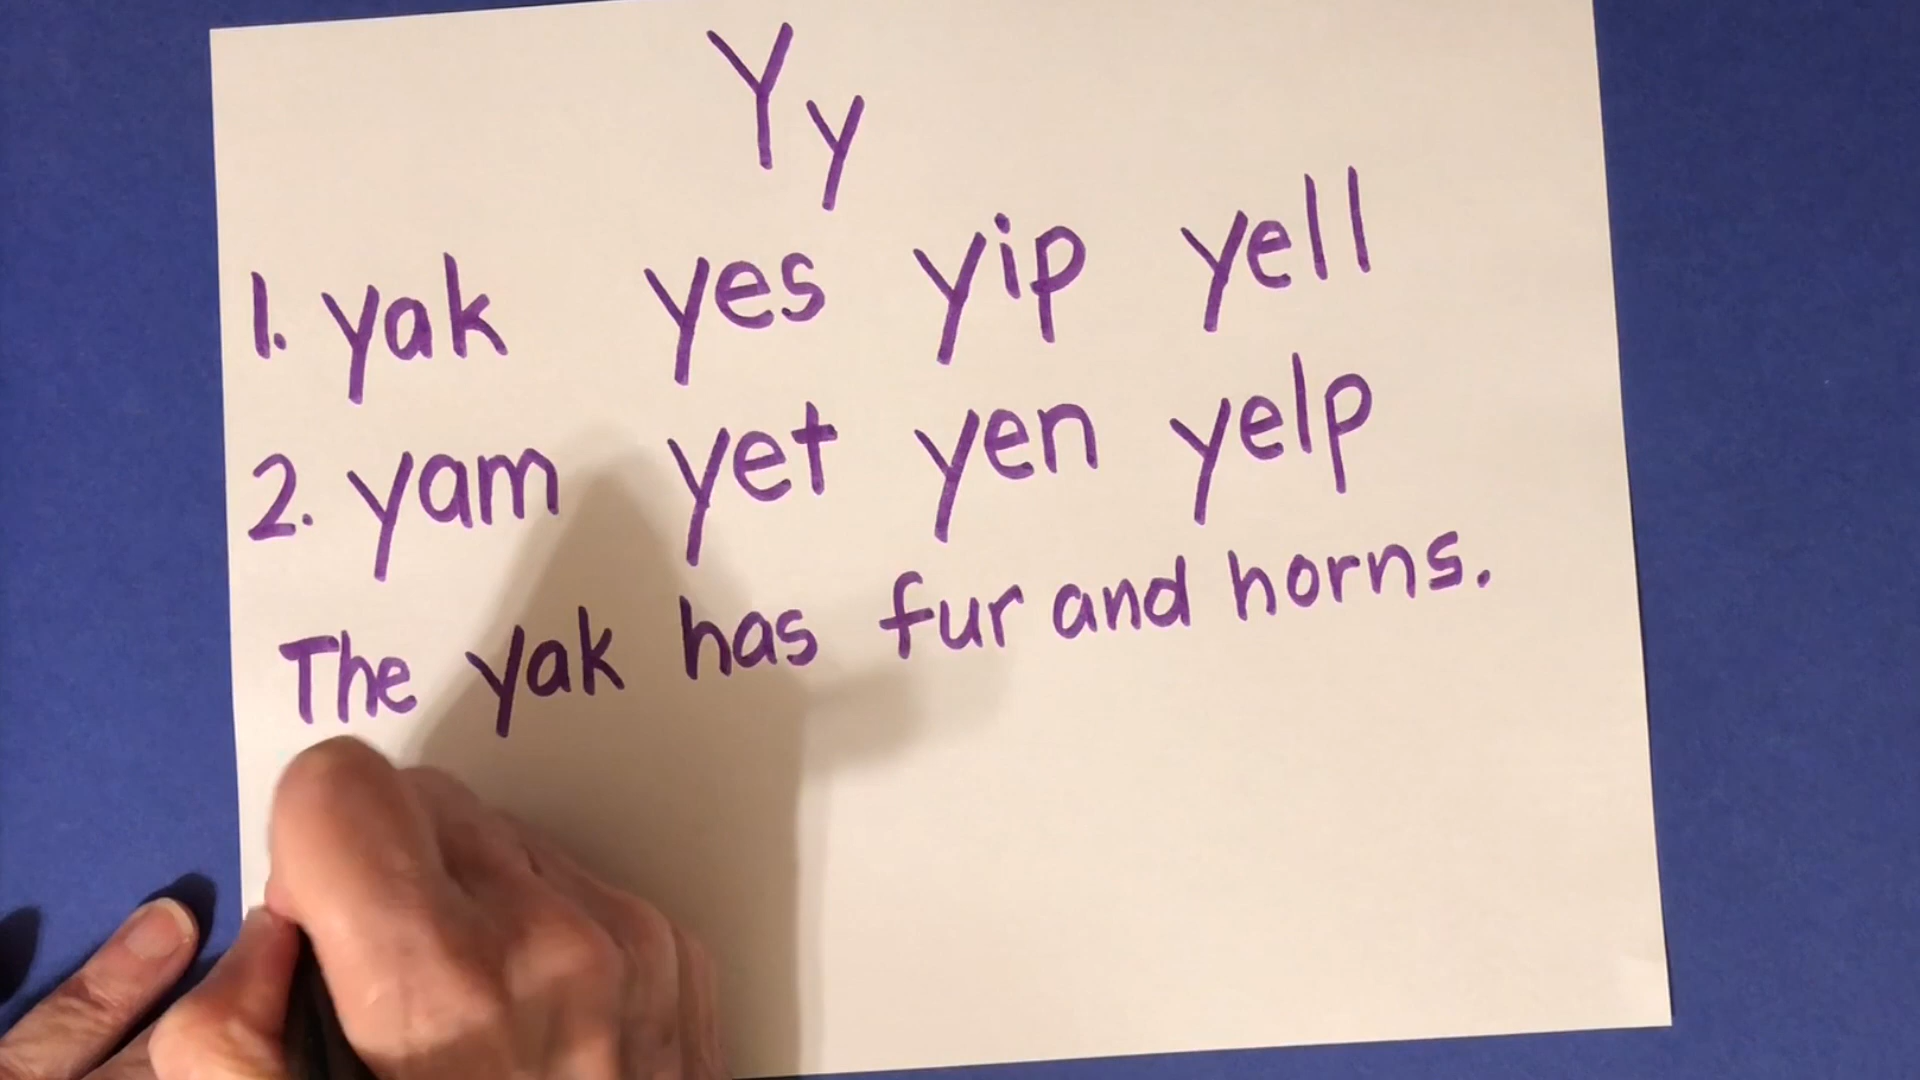 Yy
1. yak yes yip yell
2. yam yet yen yelp
The yak has fur and horns.